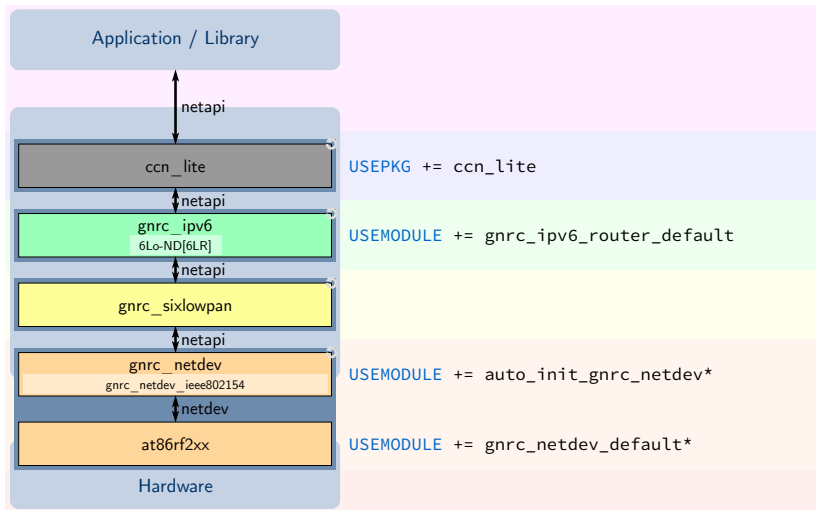 Application / Library
netapi
ccn_lite
USEPKG += ccn_lite
netapi
gnrc_ipv6
6Lo-ND[6LR]
USEMODULE += gnrc_ipv6_router_default
netapi
gnrc_sixlowpan
netapi
gnrc_netdev
gnrc_netdev_ieee802154
USEMODULE += auto_init_gnrc_netdev*
netdev
at86rf2xx
USEMODULE += gnrc_netdev_default*
Hardware